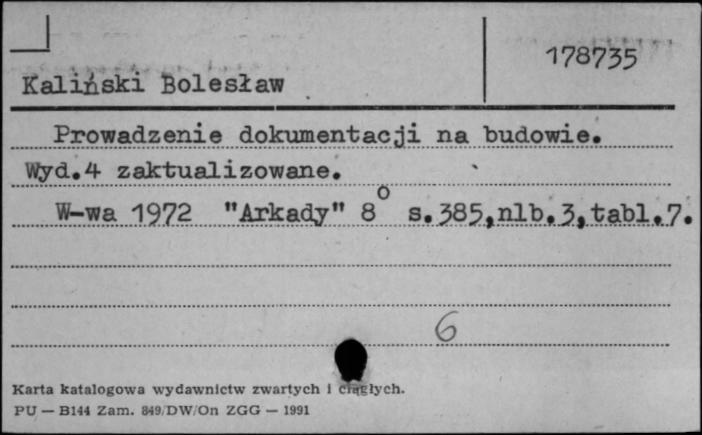 178735
Kaliński Bolesław
Prowadzenie dokumentacji na budowie.
Wyd.4 zaktualizowane.
W-wa 1972 "Arkady" 8° s.385,nlb.3,tabl.7.
6
Karta katalogowa wydawnictw zwartych i ciągłych.
PU — B144 Zam. 849/DW/On ZGG — 1991